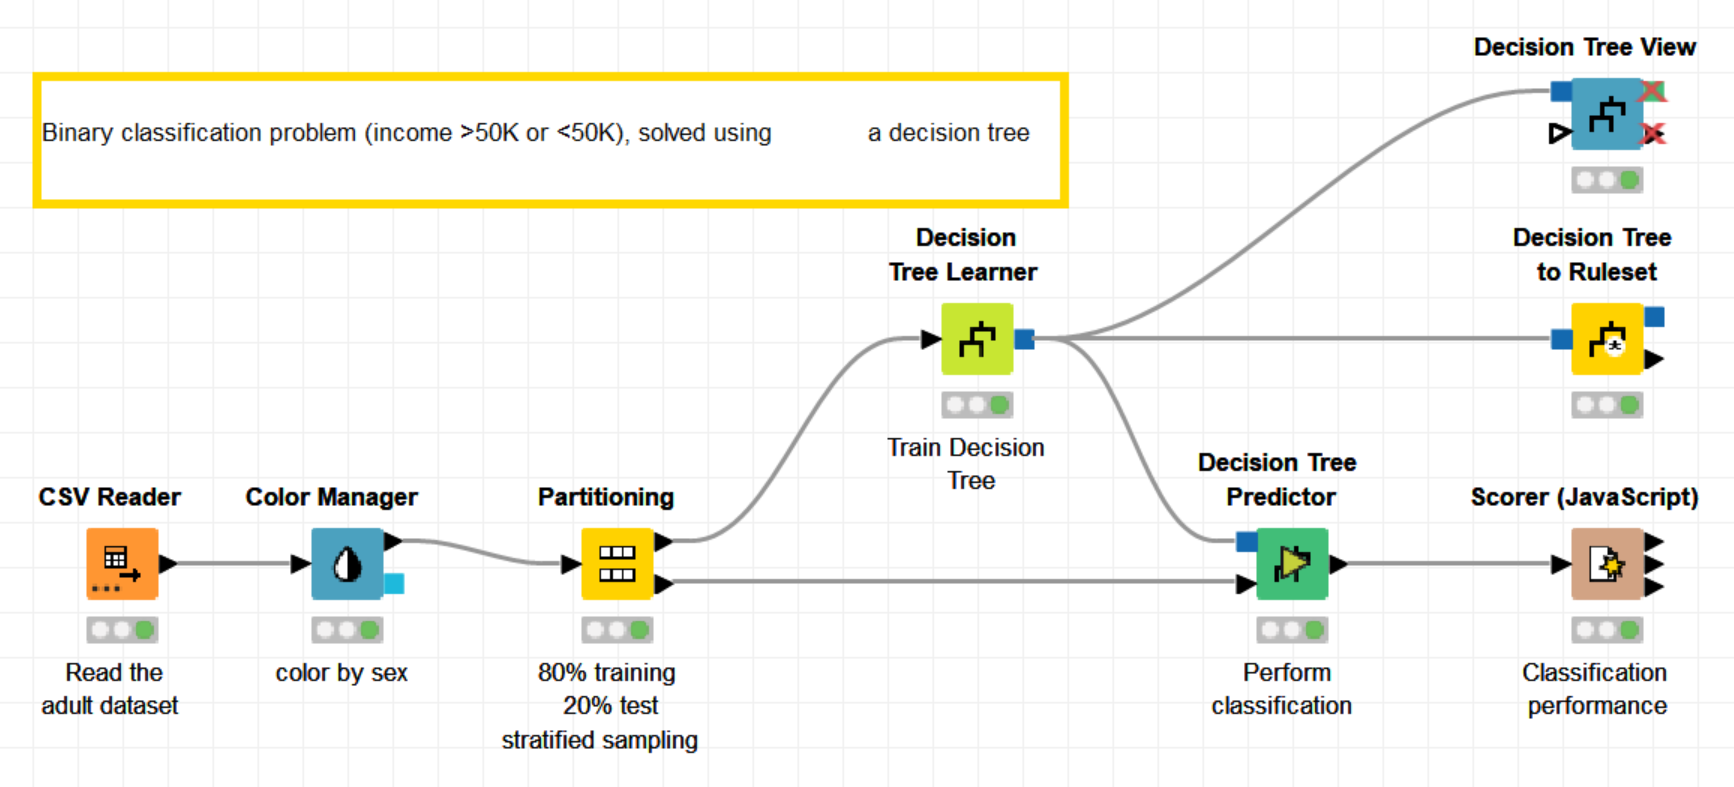 Decision Tree View
Binary classification problem (income >50K or <50K), solved using a decision tree
Decision
Tree Learner
Decision Tree
to Ruleset
Train Decision
Tree
Decision Tree
Predictor
CSV Reader
Color Manager
Partitioning
Scorer (JavaScript)
Read the
adult dataset
color by sex
80% training
20% test
stratified sampling
Perform
classification
Classification
performance